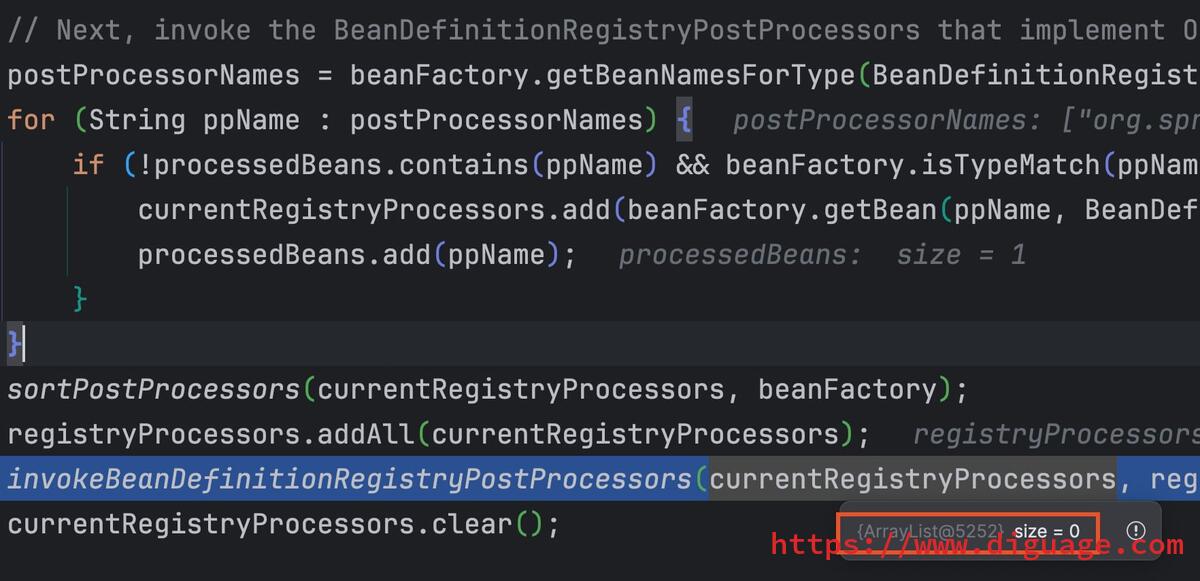 // Next, invoke the BeanDefinitionRegistryPostProcessors that implement O
postProcessorNames = beanFactory.getBeanNamesForType(BeanDefinitionRegist
for (String ppName : postProcessorNames) { postProcessorNames: ["org.spr
if (!processedBeans.contains(ppName) && beanFactory.isTypeMatch(ppNam
currentRegistryProcessors.add(beanFactory.getBean(ppName, BeanDef
processedBeans.add(ppName); processedBeans: size = 1
}
}
sortPostProcessors(currentRegistryProcessors, beanFactory);
registryProcessors.addAll(currentRegistryProcessors); registryProcessors
invokeBeanDefinitionRegistryPostProcessors(currentRegistryProcessors, reg
currentRegistryProcessors.clear();
{ArrayList@5252} size = 0
https://www.diguage.com